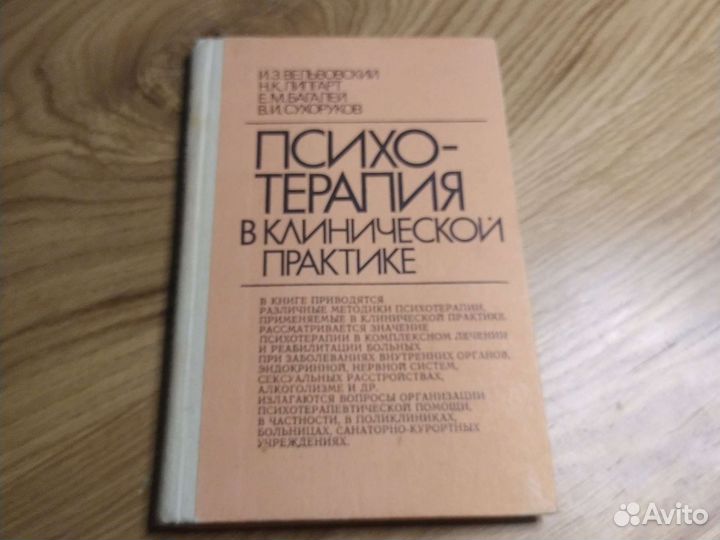 И.З.ВЕЛЬВОВСКИЙ
Н.К.ЛИПГАРТ
Е.М.БАГАЛЕЙ
В.И.СУХОРУКОВ
ПСИХО-
ТЕРАПИЯ
В КЛИНИЧЕСКОЙ
ПРАКТИКЕ
В КНИГЕ ПРИВОДЯТСЯ
РАЗЛИЧНЫЕ МЕТОДИКИ ПСИХОТЕРАПИИ,
ПРИМЕНЯЕМЫЕ В КЛИНИЧЕСКОЙ ПРАКТИКЕ.
РАССМАТРИВАЕТСЯ ЗНАЧЕНИЕ
ПСИХОТЕРАПИИ В КОМПЛЕКСНОМ ЛЕЧЕНИИ
И РЕАБИЛИТАЦИИ БОЛЬНЫХ
ПРИ ЗАБОЛЕВАНИЯХ ВНУТРЕННИХ ОРГАНОВ,
ЭНДОКРИННОЙ, НЕРВНОЙ СИСТЕМ,
СЕКСУАЛЬНЫХ РАССТРОЙСТВАХ,
АЛКОГОЛИЗМЕ И ДР.
ИЗЛАГАЮТСЯ ВОПРОСЫ ОРГАНИЗАЦИИ
ПСИХОТЕРАПЕВТИЧЕСКОЙ ПОМОЩИ,
В ЧАСТНОСТИ, В ПОЛИКЛИНИКАХ,
БОЛЬНИЦАХ, САНАТОРНО-КУРОРТНЫХ
УЧРЕЖДЕНИЯХ.
Avito